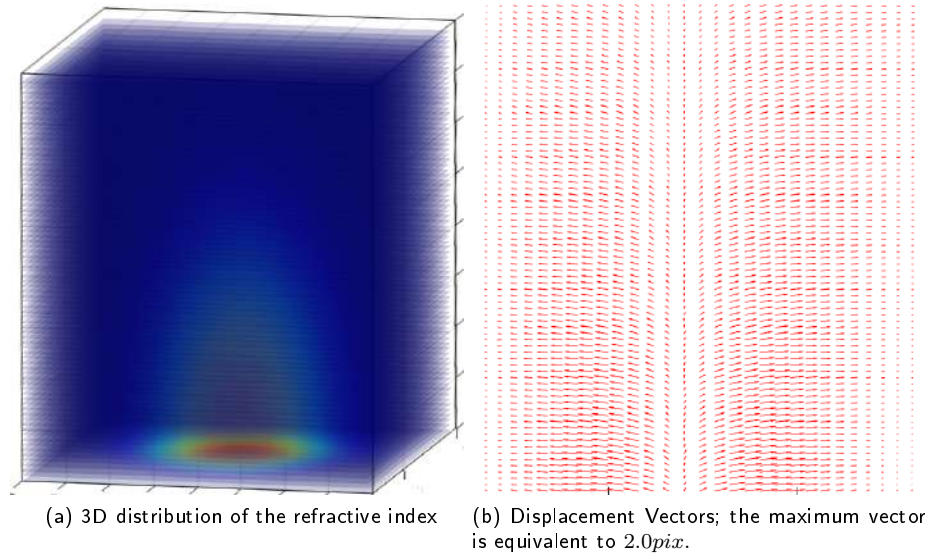 (a) 3D distribution of the refractive index
(b) Displacement Vectors; the maximum vector
is equivalent to 2.0pix.